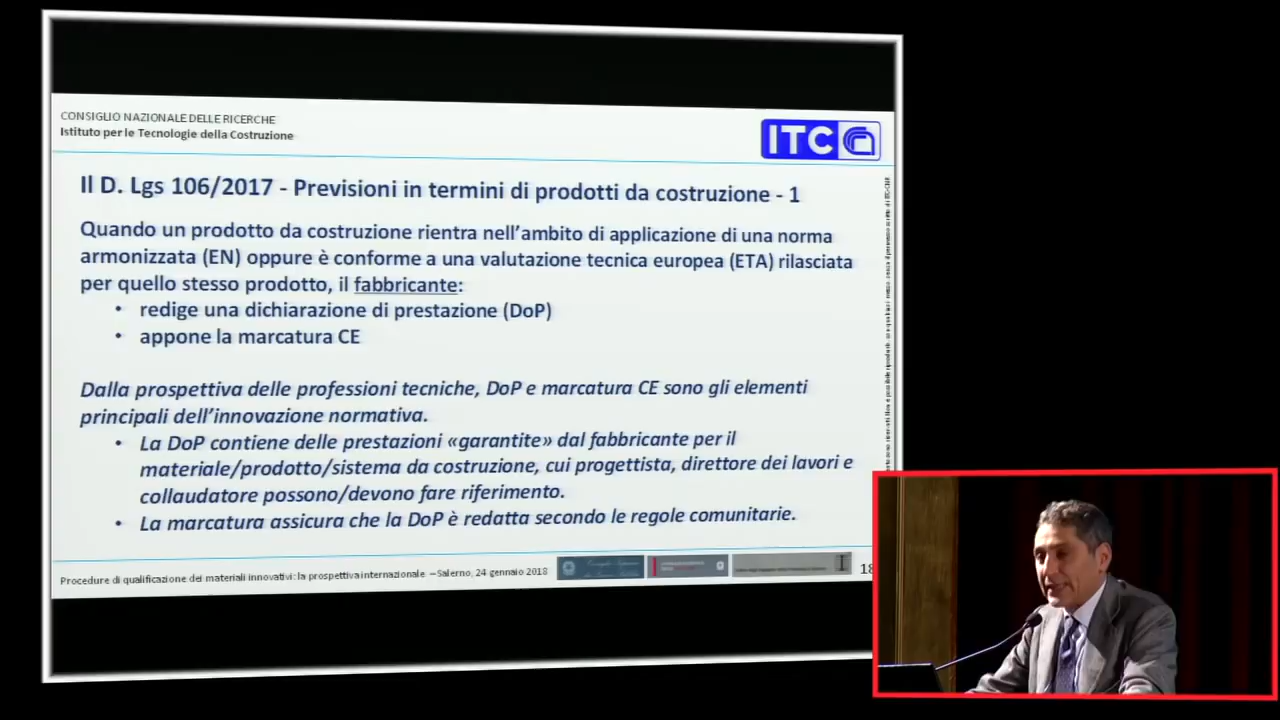 CONSIGLIO NAZIONALE DELLE RICERCHE
Istituto per le Tecnologie della Costruzione
ITC
Il D. Lgs 106/2017 - Previsioni in termini di prodotti da costruzione - 1
Quando un prodotto da costruzione rientra nell'ambito di applicazione di una norma
armonizzata (EN) oppure è conforme a una valutazione tecnica europea (ETA) rilasciata
per quello stesso prodotto, il fabbricante:
• redige una dichiarazione di prestazione (DoP)
• appone la marcatura CE
Dalla prospettiva delle professioni tecniche, DoP e marcatura CE sono gli elementi
principali dell'innovazione normativa.
• La DoP contiene delle prestazioni «garantite» dal fabbricante per il
materiale/prodotto/sistema da costruzione, cui progettista, direttore dei lavori e
collaudatore possono/devono fare riferimento.
• La marcatura assicura che la DoP è redatta secondo le regole comunitarie.
Procedure di qualificazione dei materiali innovativi: la prospettiva internazionale – Salerno, 24 gennaio 2018
18